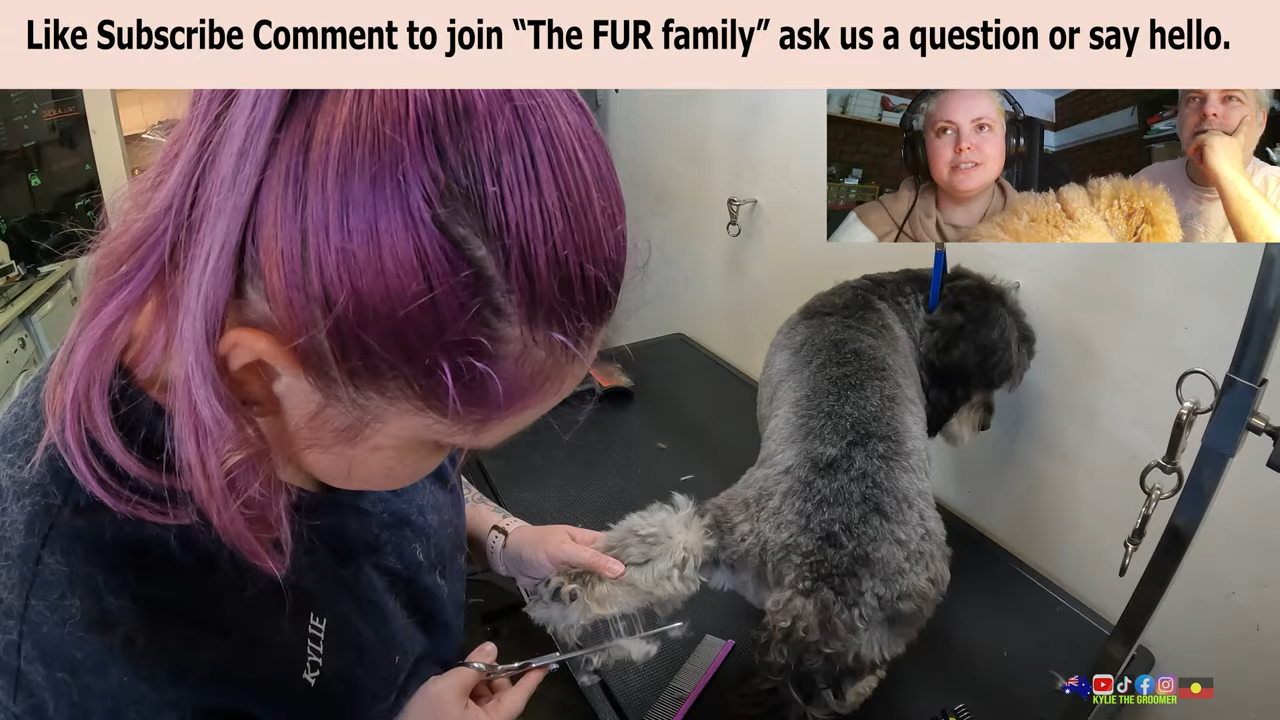 Like Subscribe Comment to join “The FUR family” ask us a question or say hello.
KYLIE
KYLIE THE GROOMER